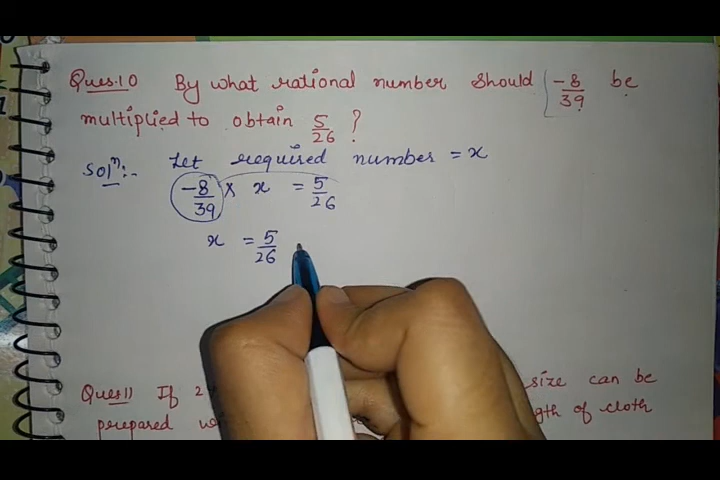 Ques:10 By what rational number should -8/39 be
multiplied to obtain 5/26 ?
Solⁿ:- Let required number = x
-8/39 × x = 5/26
x = 5/26
Ques11 If size can be
prepared of cloth